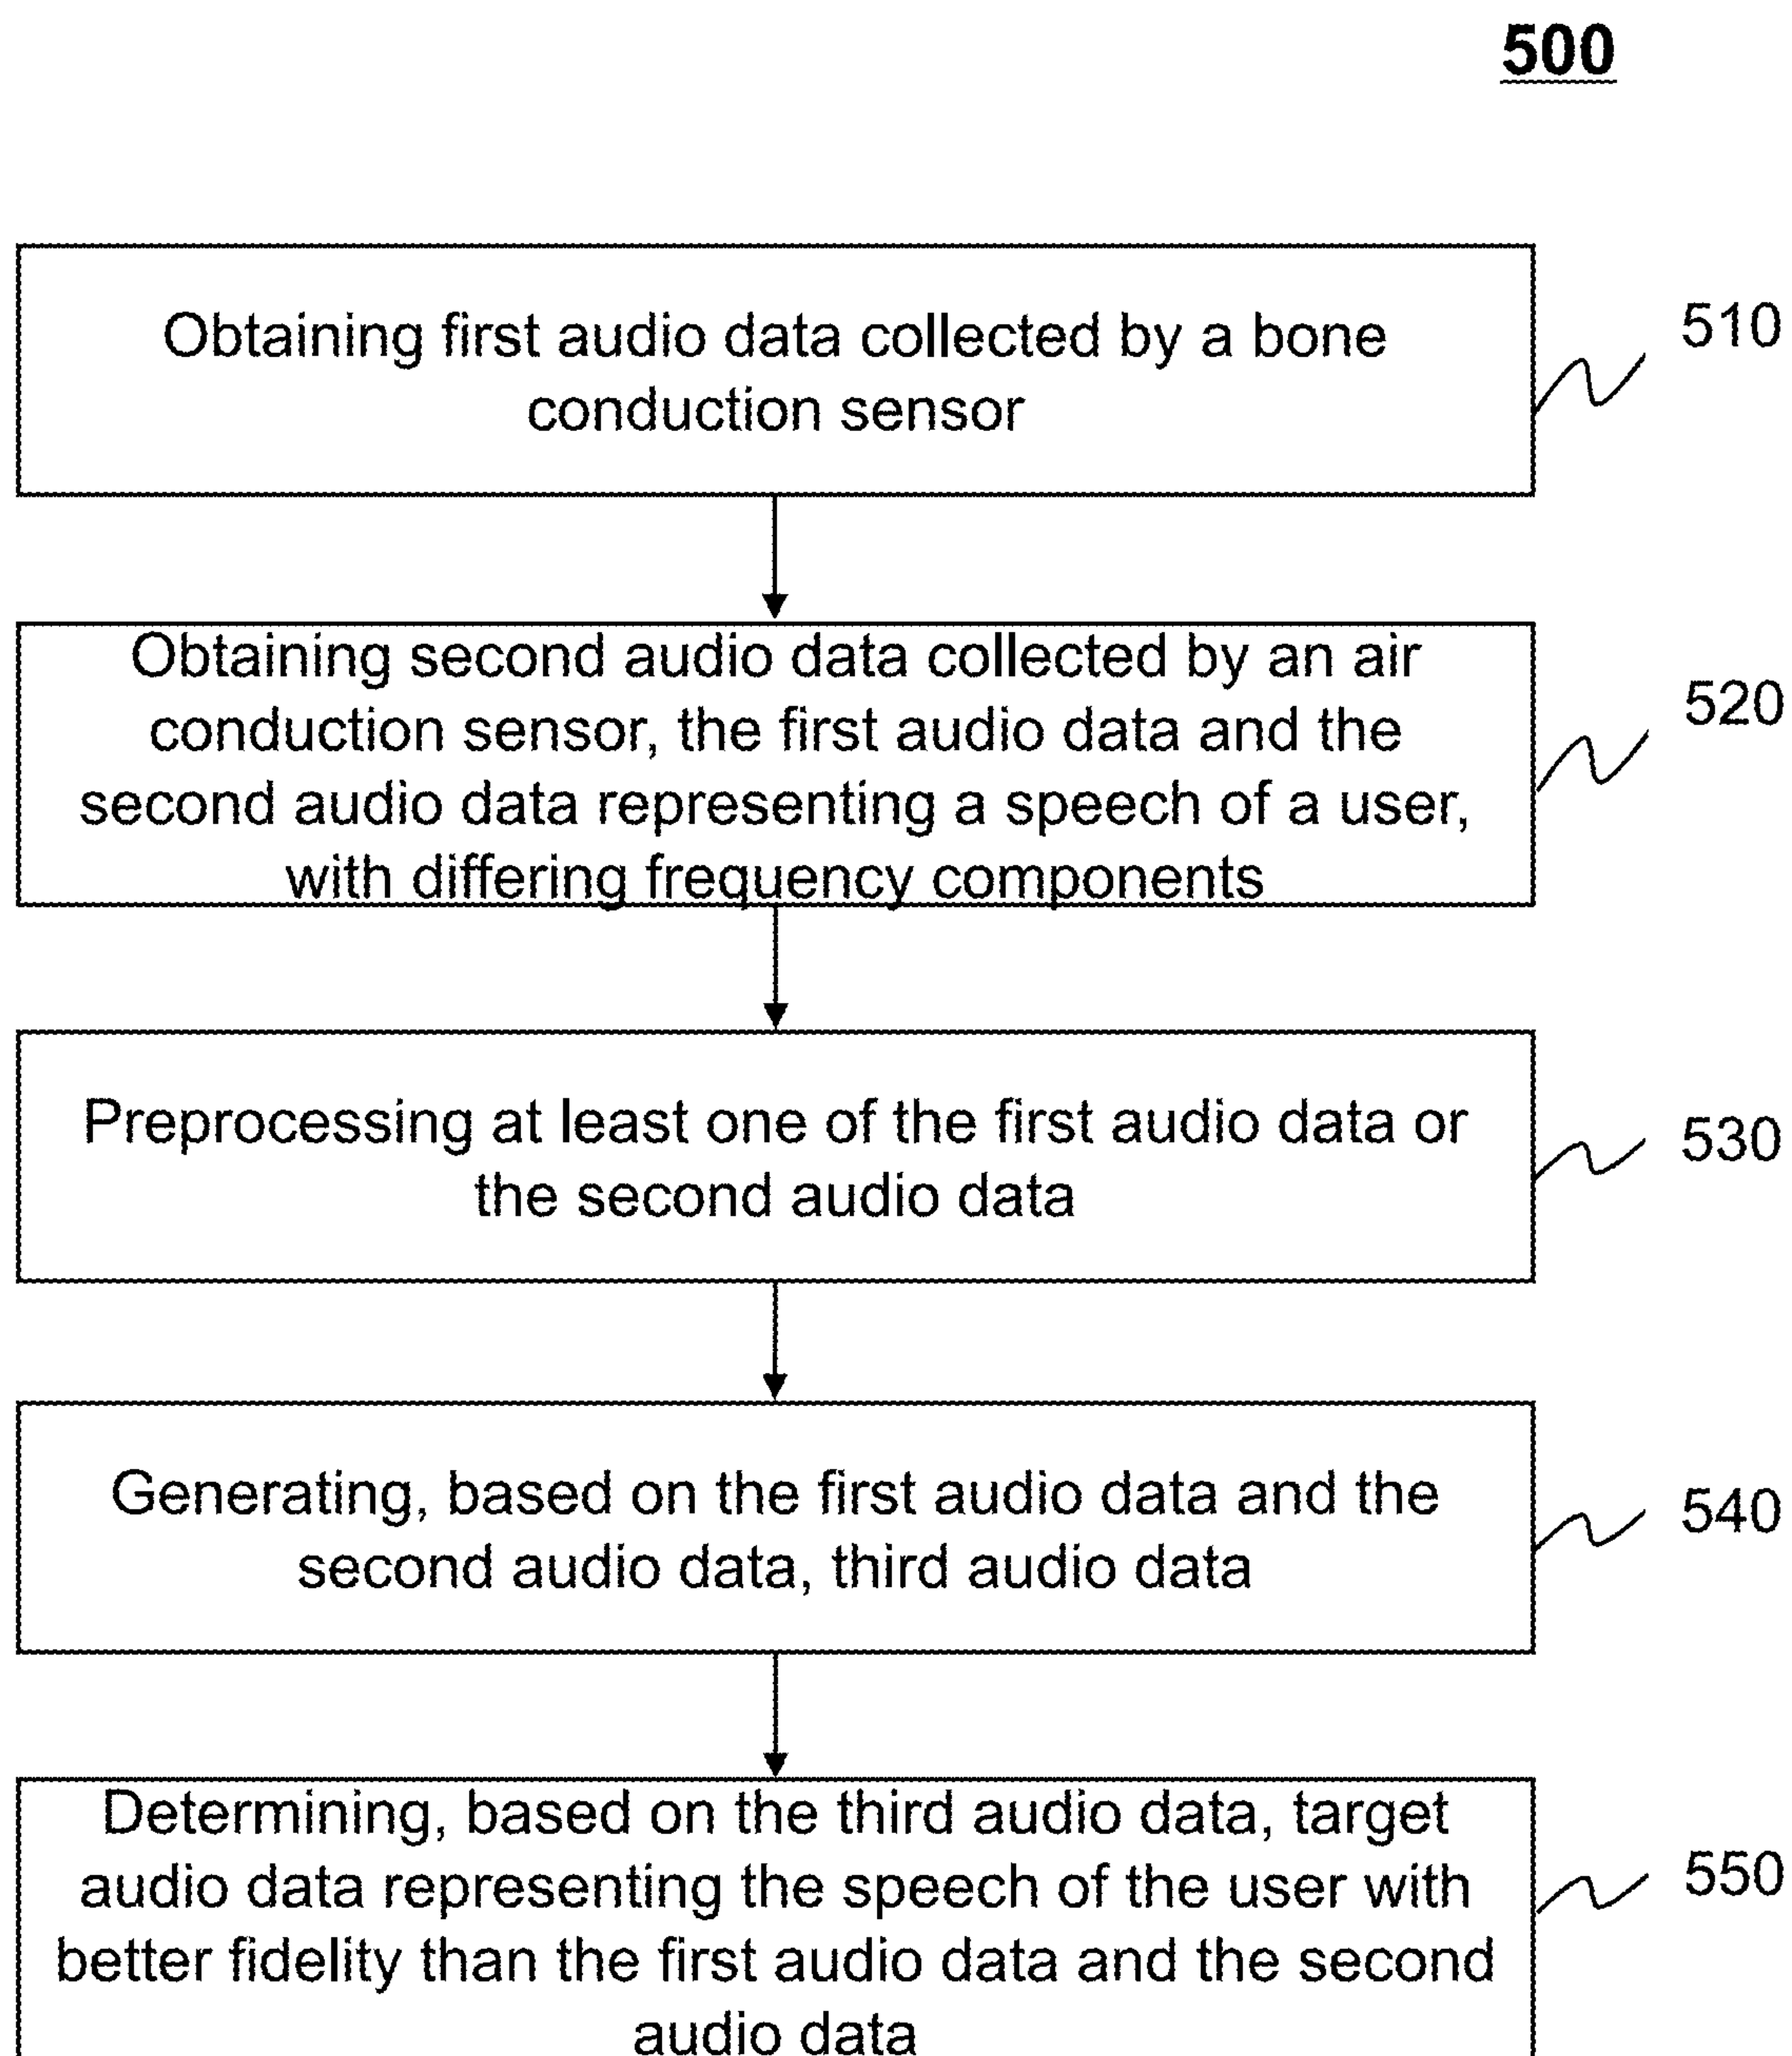 500
Obtaining first audio data collected by a bone
conduction sensor
510
Obtaining second audio data collected by an air
conduction sensor, the first audio data and the
second audio data representing a speech of a user,
with differing frequency components
520
Preprocessing at least one of the first audio data or
the second audio data
530
Generating, based on the first audio data and the
second audio data, third audio data
540
Determining, based on the third audio data, target
audio data representing the speech of the user with
better fidelity than the first audio data and the second
audio data
550